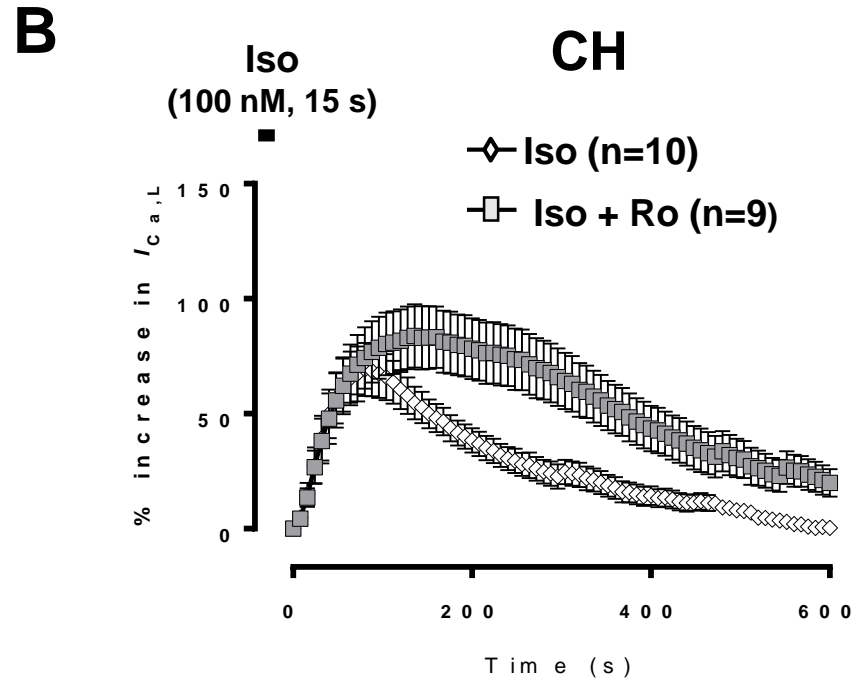 B
Iso
(100 nM, 15 s)
CH
Iso (n=10)
Iso + Ro (n=9)
% increase in I Ca,L
150
100
50
0
0 200 400 600
Time (s)